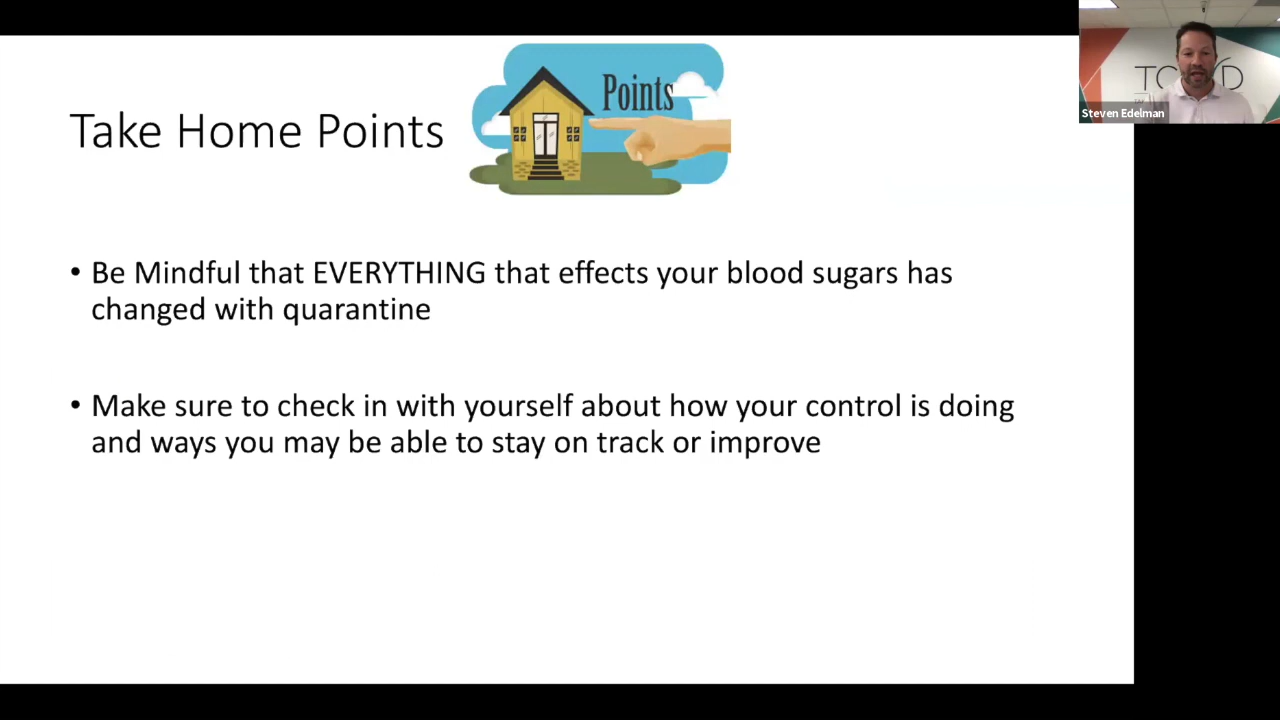 Take Home Points
Points
Steven Edelman
• Be Mindful that EVERYTHING that effects your blood sugars has
changed with quarantine
• Make sure to check in with yourself about how your control is doing
and ways you may be able to stay on track or improve